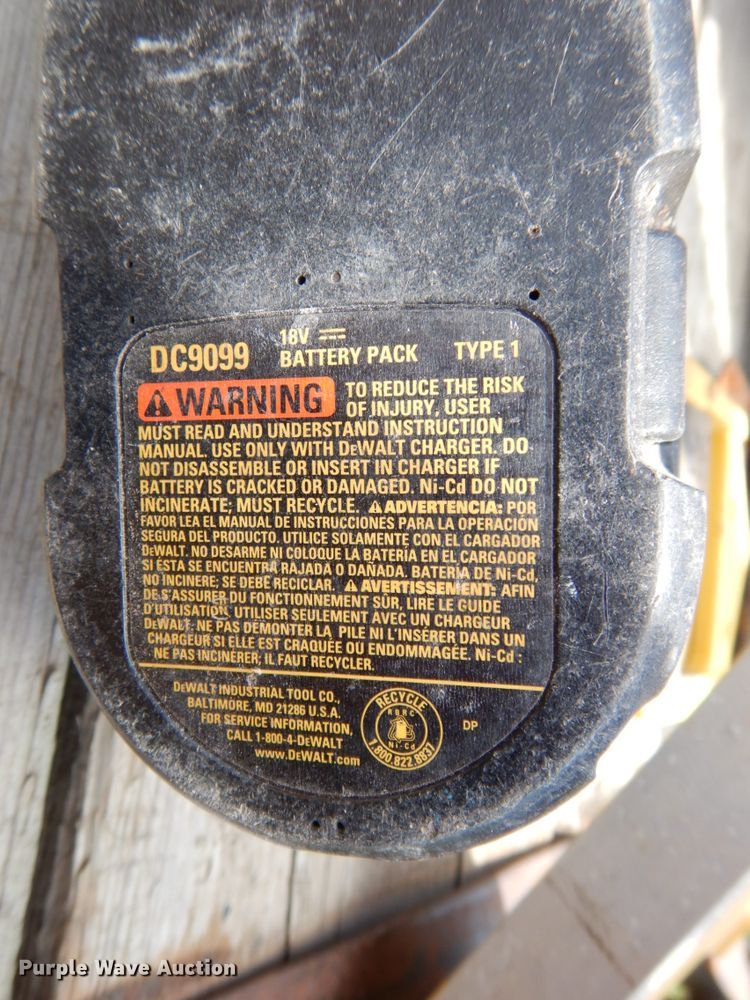 18V
DC9099 BATTERY PACK TYPE 1
WARNING TO REDUCE THE RISK
OF INJURY, USER
MUST READ AND UNDERSTAND INSTRUCTION
MANUAL. USE ONLY WITH DEWALT CHARGER. DO
NOT DISASSEMBLE OR INSERT IN CHARGER IF
BATTERY IS CRACKED OR DAMAGED. Ni-Cd DO NOT
INCINERATE; MUST RECYCLE. ADVERTENCIA: POR
FAVOR LEA EL MANUAL DE INSTRUCCIONES PARA LA OPERACIÓN
SEGURA DEL PRODUCTO. UTILICE SOLAMENTE CON EL CARGADOR
DEWALT. NO DESARME NI COLOQUE LA BATERÍA EN EL CARGADOR
SI ÉSTA SE ENCUENTRA RAJADA O DAÑADA. BATERÍA DE Ni-Cd,
NO INCINERE; SE DEBE RECICLAR. AVERTISSEMENT: AFIN
DE S'ASSURER DU FONCTIONNEMENT SÛR, LIRE LE GUIDE
D'UTILISATION, UTILISER SEULEMENT AVEC UN CHARGEUR
DEWALT. NE PAS DÉMONTER LA PILE NI L'INSÉRER DANS UN
CHARGEUR SI ELLE EST CRAQUÉE OU ENDOMMAGÉE. Ni-Cd :
NE PAS INCINÉRER; IL FAUT RECYCLER.
DEWALT INDUSTRIAL TOOL CO.,
BALTIMORE, MD 21286 U.S.A.
FOR SERVICE INFORMATION,
CALL 1-800-4-DEWALT
www.DEWALT.com
RECYCLE
RBRC
Ni-Cd
1.800.822.8837
DP
Purple Wave Auction